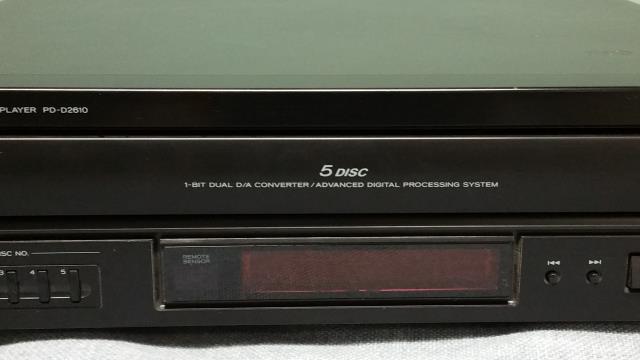 PLAYER PD-D2610
5 DISC
1-BIT DUAL D/A CONVERTER / ADVANCED DIGITAL PROCESSING SYSTEM
DISC NO.
REMOTE
SENSOR
3 4 5